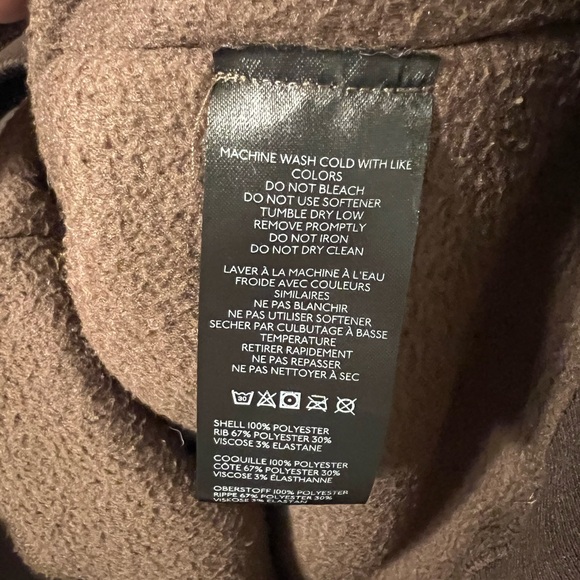 MACHINE WASH COLD WITH LIKE
COLORS
DO NOT BLEACH
DO NOT USE SOFTENER
TUMBLE DRY LOW
REMOVE PROMPTLY
DO NOT IRON
DO NOT DRY CLEAN
LAVER À LA MACHINE À L'EAU
FROIDE AVEC COULEURS
SIMILAIRES
NE PAS BLANCHIR
NE PAS UTILISER SOFTENER
SECHER PAR CULBUTAGE À BASSE
TEMPERATURE
RETIRER RAPIDEMENT
NE PAS REPASSER
NE PAS NETTOYER À SEC
30
SHELL 100% POLYESTER
RIB 67% POLYESTER 30%
VISCOSE 3% ELASTANE
COQUILLE 100% POLYESTER
CÔTE 67% POLYESTER 30%
VISCOSE 3% ÉLASTHANNE
OBERSTOFF 100% POLYESTER
RIPPE 67% POLYESTER 30%
VISKOSE 3% ELASTAN